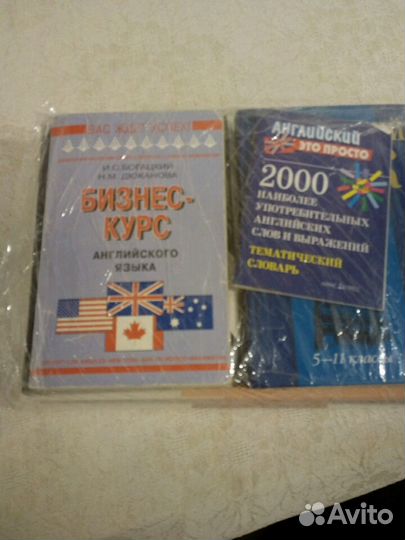 ВАС ЖДЕТ УСПЕХ!
И.С.БОГАЦКИЙ
Н.М. ДЮКАНОВА
БИЗНЕС-
КУРС
АНГЛИЙСКОГО
ЯЗЫКА
АНГЛИЙСКИЙ
ЭТО ПРОСТО
2000
НАИБОЛЕЕ
УПОТРЕБИТЕЛЬНЫХ
АНГЛИЙСКИХ
СЛОВ И ВЫРАЖЕНИЙ
ТЕМАТИЧЕСКИЙ
СЛОВАРЬ
5–11 классы
Avito